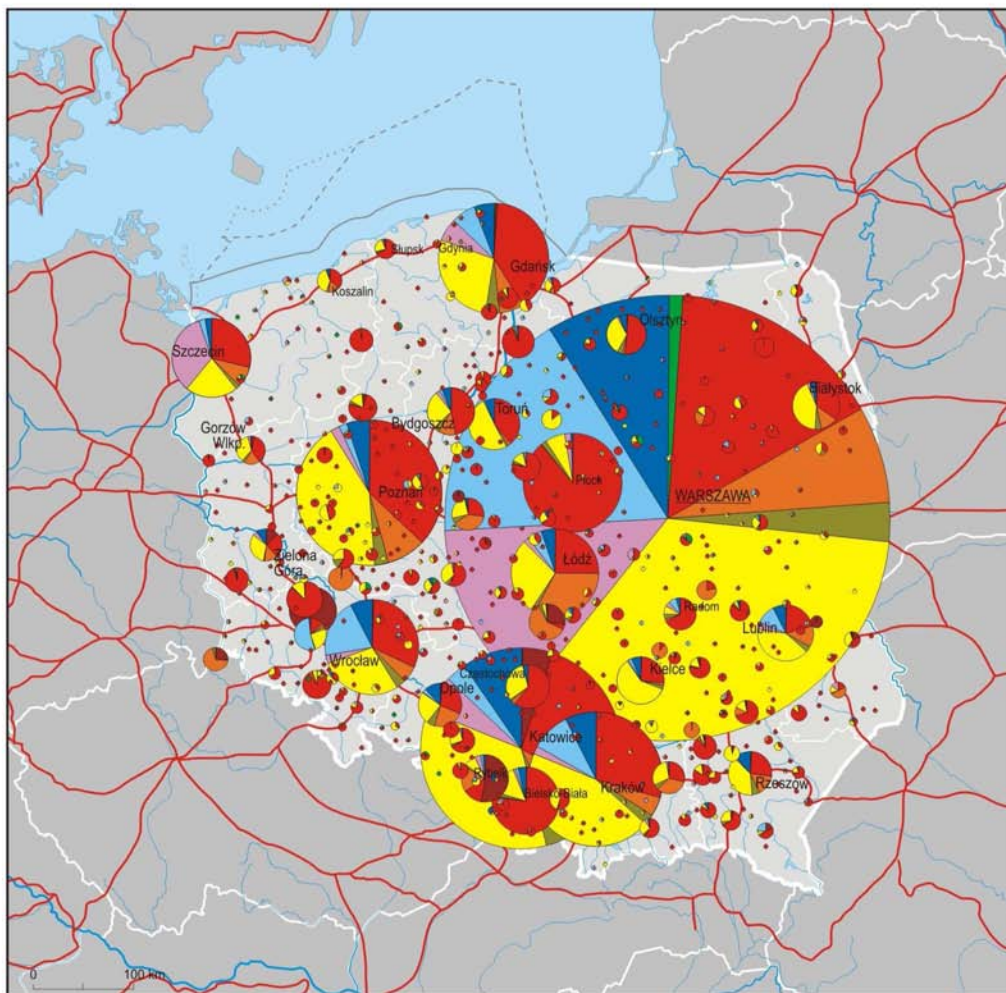 Słupsk
Gdynia
Gdańsk
Koszalin
Olsztyn
Szczecin
Białystok
Toruń
Bydgoszcz
Gorzów
Wlkp.
Poznań
Płock
WARSZAWA
Zielona
Góra
Łódź
Radom
Lublin
Wrocław
Kielce
Częstochowa
Opole
Katowice
Rybnik
Bielsko-Biała
Kraków
Rzeszów
0 100 km